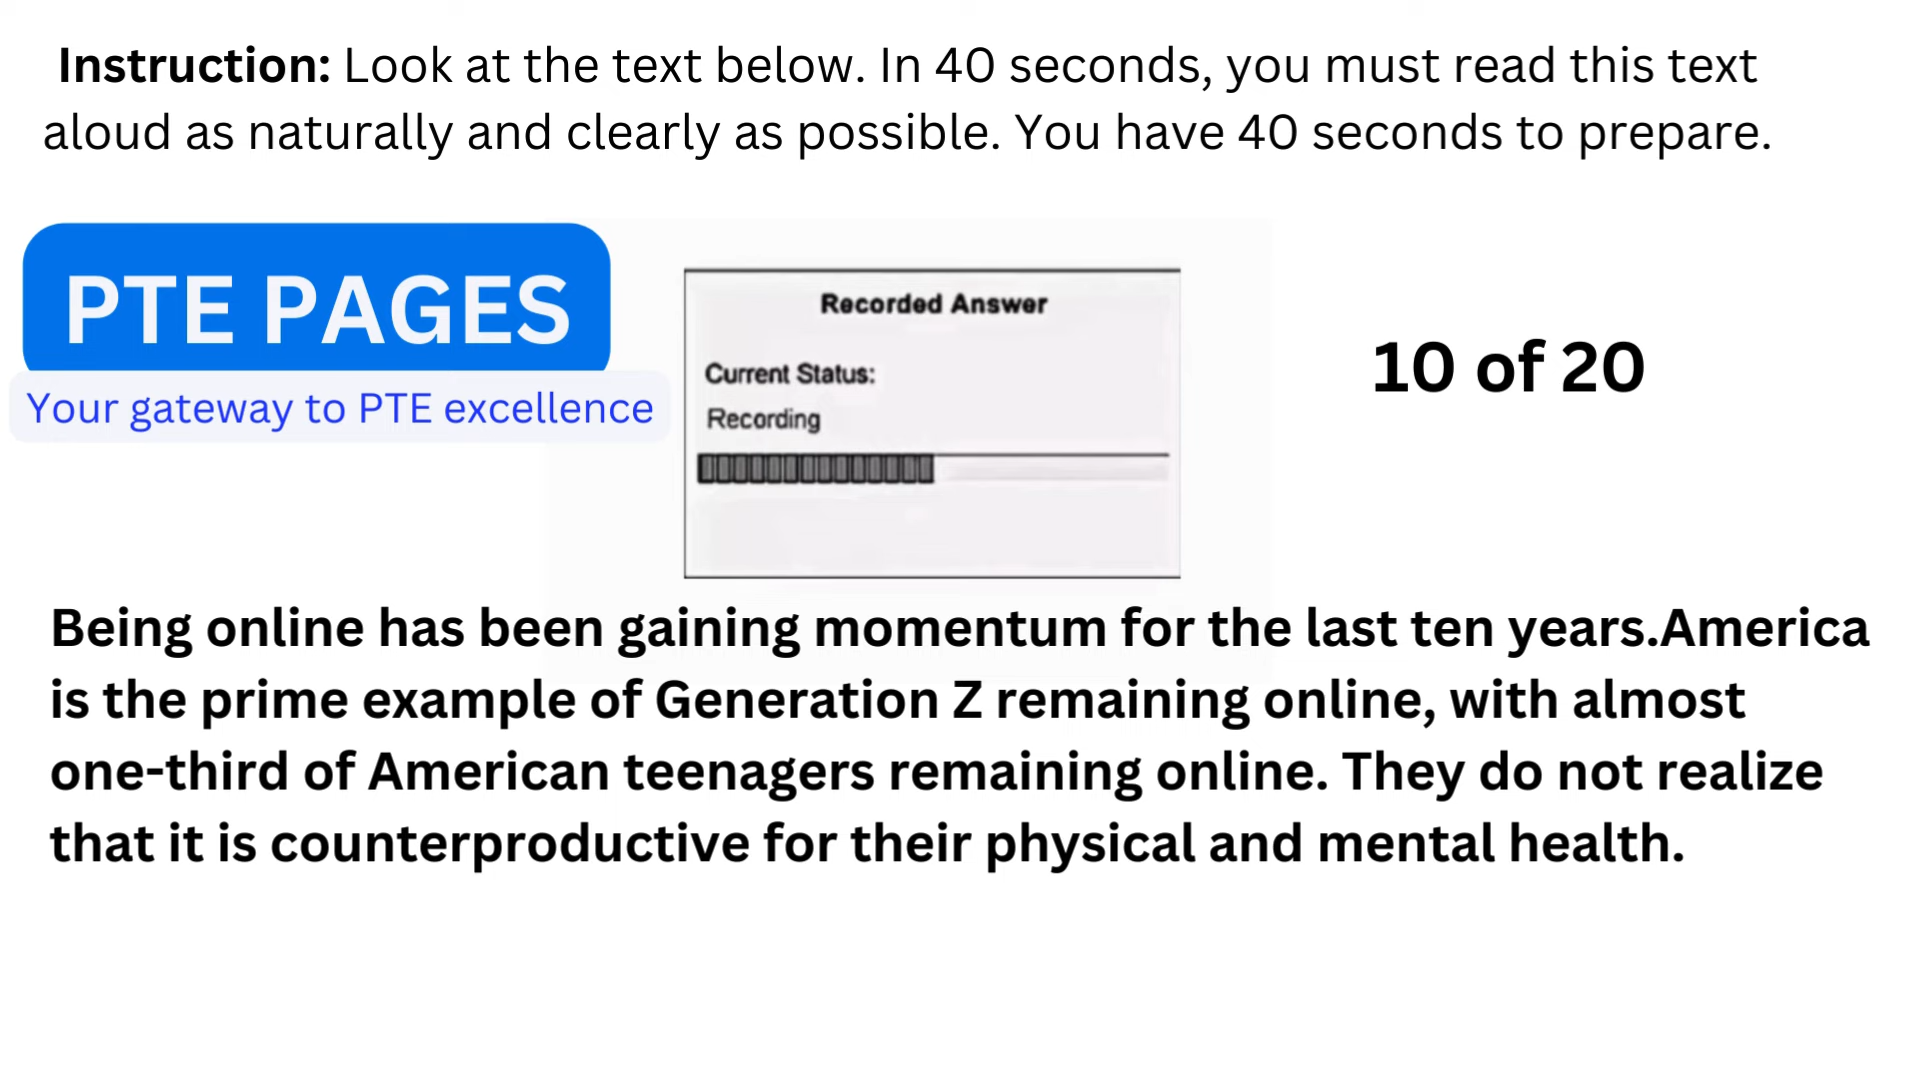 Instruction: Look at the text below. In 40 seconds, you must read this text
aloud as naturally and clearly as possible. You have 40 seconds to prepare.
PTE PAGES
Your gateway to PTE excellence
Recorded Answer
Current Status:
Recording
10 of 20
Being online has been gaining momentum for the last ten years.America
is the prime example of Generation Z remaining online, with almost
one-third of American teenagers remaining online. They do not realize
that it is counterproductive for their physical and mental health.